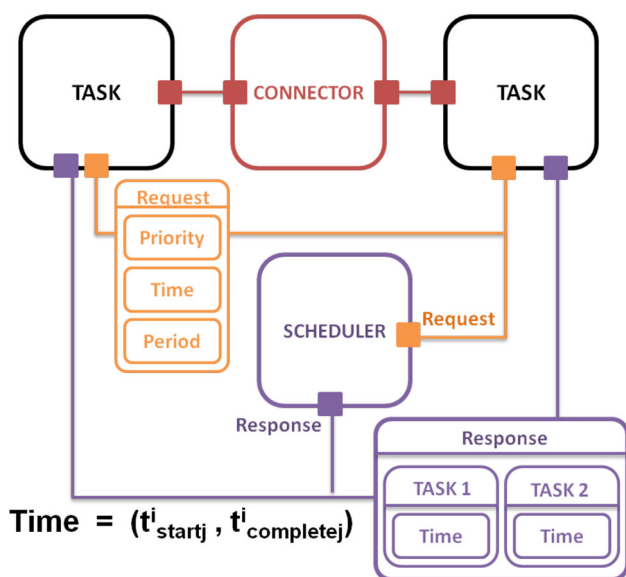 TASK
CONNECTOR
TASK
Request
Priority
Time
Period
SCHEDULER
Request
Response
Response
TASK 1
TASK 2
Time
Time
Time = (t^i_startj , t^i_completej)